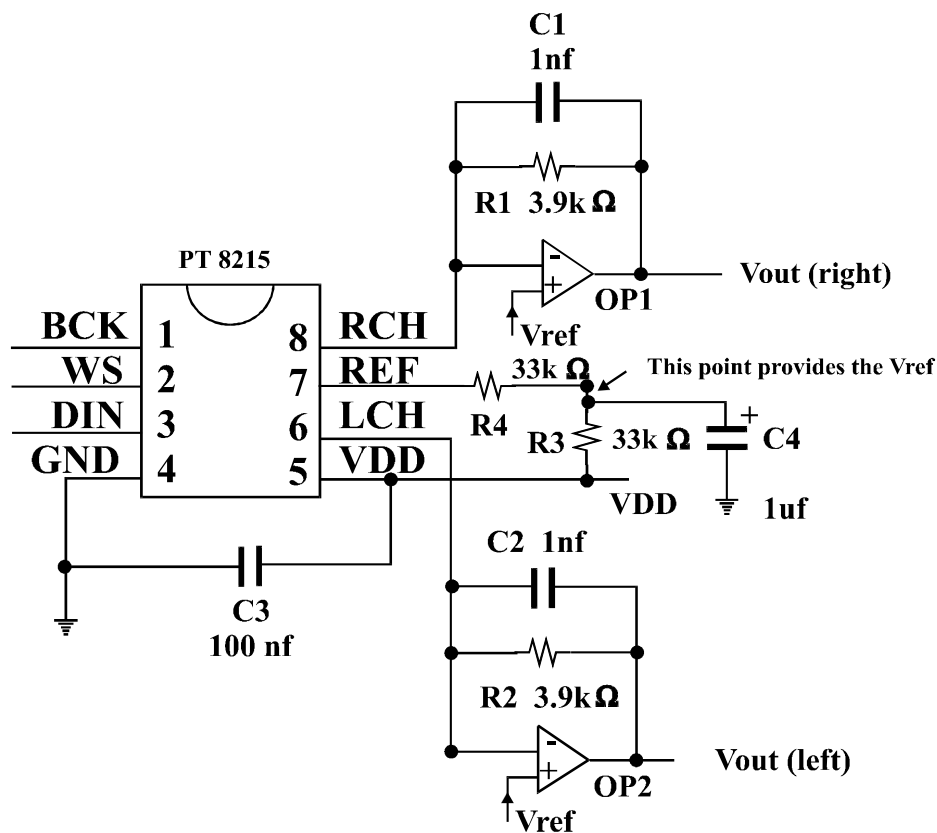 C1
1nf
R1 3.9k Ω
PT 8215
-
+
OP1
Vout (right)
Vref
BCK 1
WS 2
DIN 3
GND 4
8 RCH
7 REF
6 LCH
5 VDD
33k Ω
R4
This point provides the Vref
R3
33k Ω
+
C4
1uf
VDD
C3
100 nf
C2 1nf
R2 3.9k Ω
-
+
OP2
Vout (left)
Vref